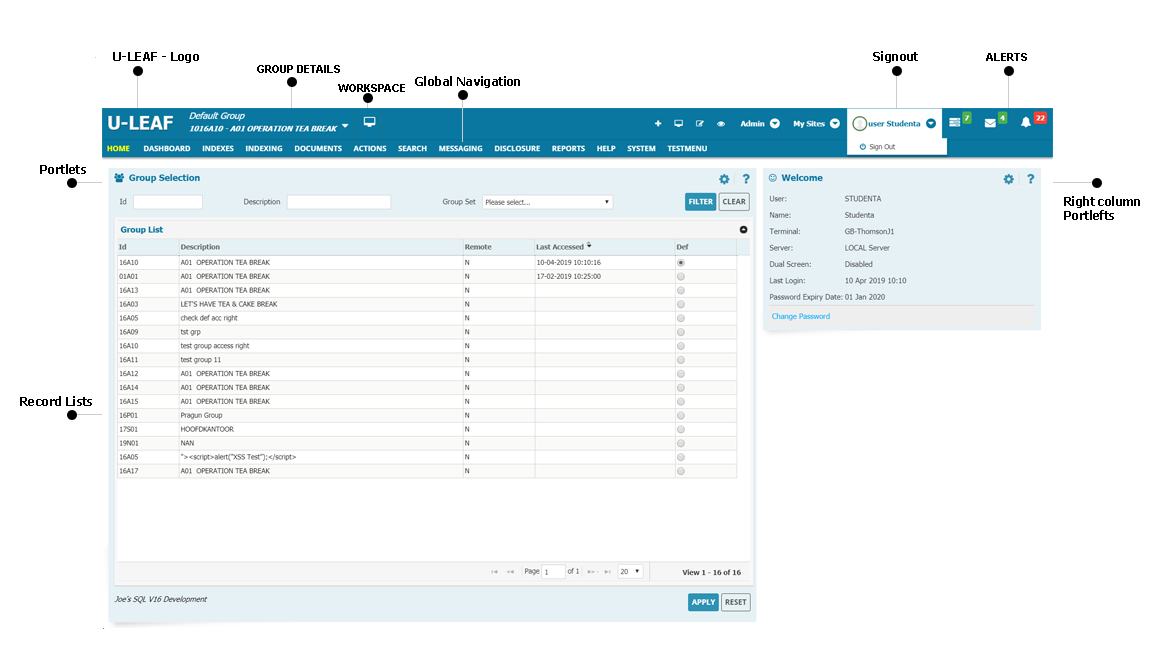 U-LEAF - Logo
GROUP DETAILS
WORKSPACE
Global Navigation
Signout
ALERTS
U-LEAF
Default Group
1016A10 - A01 OPERATION TEA BREAK
Admin
My Sites
user Studenta
7
4
22
Sign Out
HOME DASHBOARD INDEXES INDEXING DOCUMENTS ACTIONS SEARCH MESSAGING DISCLOSURE REPORTS HELP SYSTEM TESTMENU
Portlets
Group Selection
?
Id
Description
Group Set
Please select...
FILTER
CLEAR
Group List
Id Description Remote Last Accessed Def
16A10 A01 OPERATION TEA BREAK N 10-04-2019 10:10:16
01A01 A01 OPERATION TEA BREAK N 17-02-2019 10:25:00
16A13 A01 OPERATION TEA BREAK N
16A03 LET'S HAVE TEA & CAKE BREAK N
16A05 check def acc right N
16A09 tst grp N
16A10 test group access right N
16A11 test group 11 N
16A12 A01 OPERATION TEA BREAK N
16A14 A01 OPERATION TEA BREAK N
16A15 A01 OPERATION TEA BREAK N
16P01 Pragun Group N
17S01 HOOFDKANTOOR N
19N01 NAN N
16A05 "><script>alert("XSS Test");</script> N
16A17 A01 OPERATION TEA BREAK N
Record Lists
Page 1 of 1
20
View 1 - 16 of 16
Joe's SQL V16 Development
APPLY
RESET
Welcome
?
User: STUDENTA
Name: Studenta
Terminal: GB-ThomsonJ1
Server: LOCAL Server
Dual Screen: Disabled
Last Login: 10 Apr 2019 10:10
Password Expiry Date: 01 Jan 2020
Change Password
Right column
Portlefts